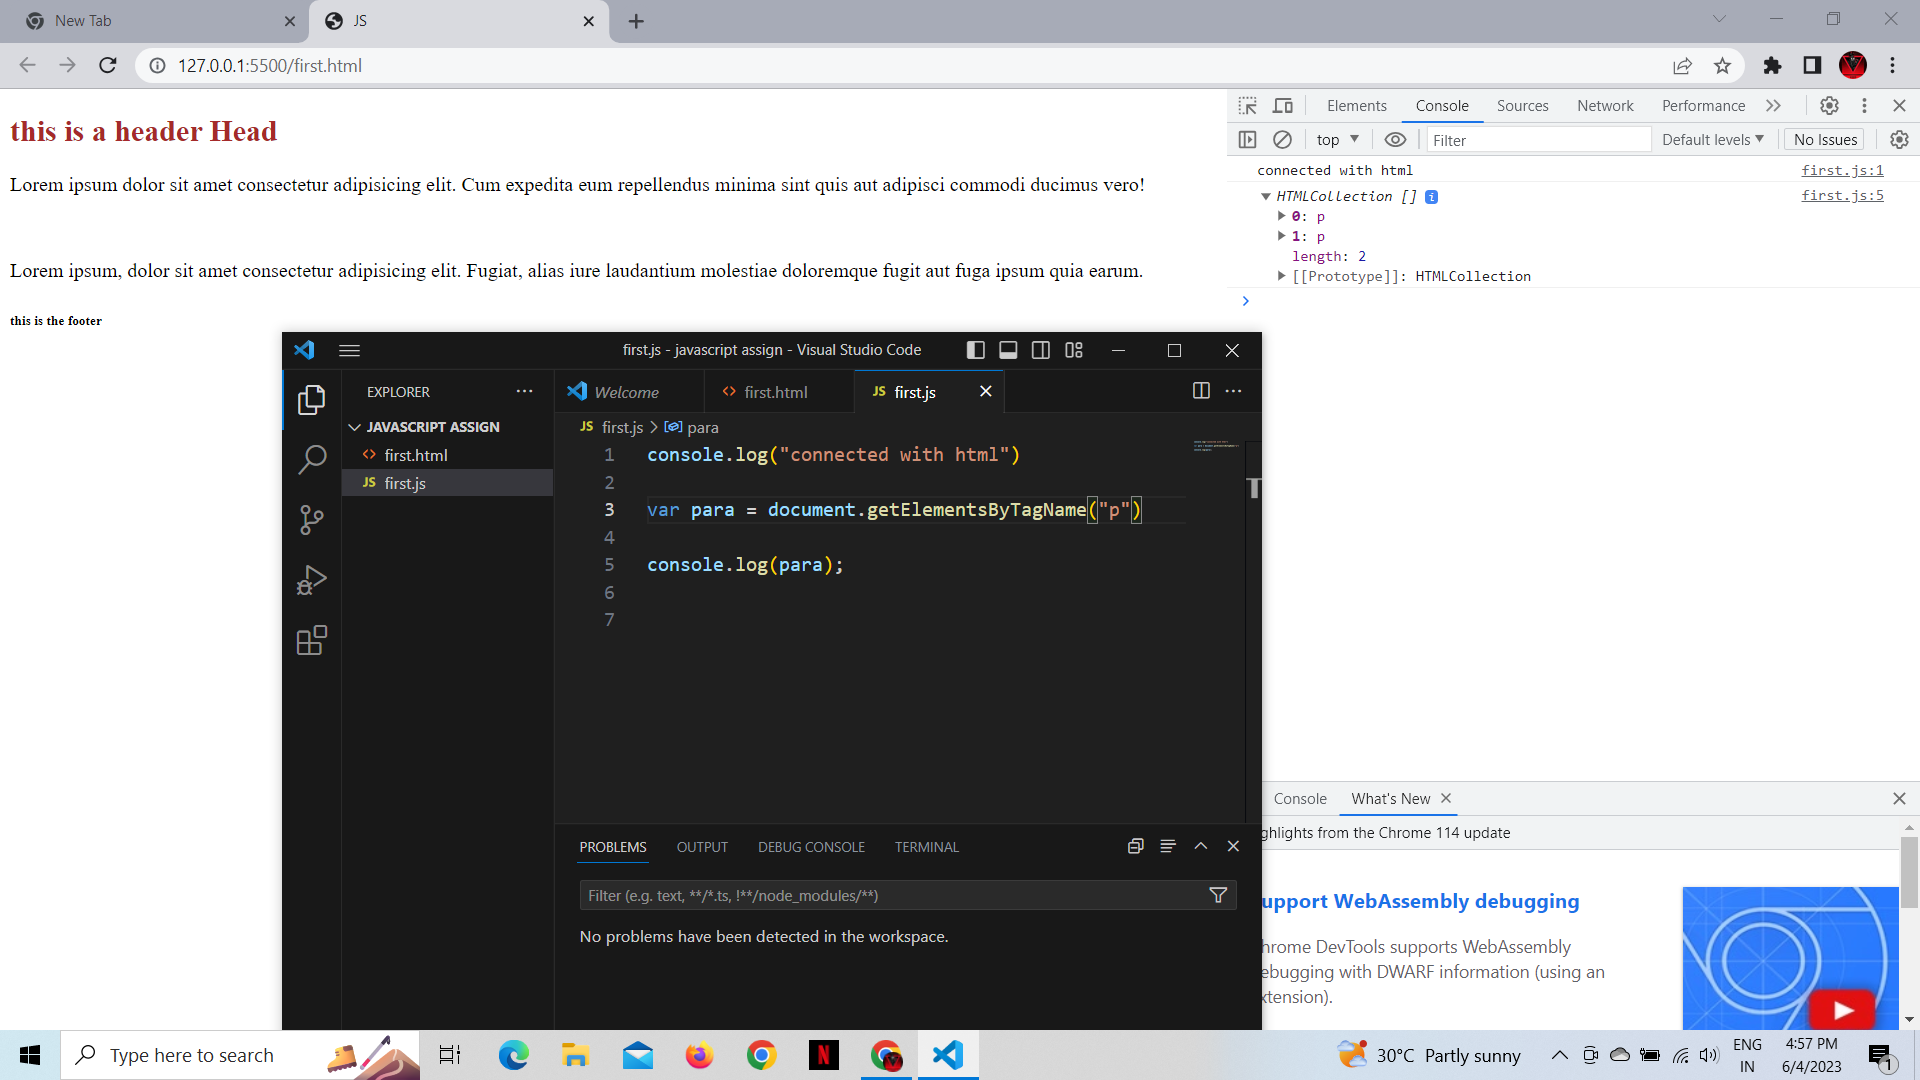 New Tab
JS
127.0.0.1:5500/first.html
this is a header Head
Lorem ipsum dolor sit amet consectetur adipisicing elit. Cum expedita eum repellendus minima sint quis aut adipisci commodi ducimus vero!
Lorem ipsum, dolor sit amet consectetur adipisicing elit. Fugiat, alias iure laudantium molestiae doloremque fugit aut fuga ipsum quia earum.
this is the footer
Elements Console Sources Network Performance
top Filter Default levels No Issues
connected with html first.js:1
HTMLCollection [] i first.js:5
0: p
1: p
length: 2
[[Prototype]]: HTMLCollection
first.js - javascript assign - Visual Studio Code
EXPLORER
JAVASCRIPT ASSIGN
first.html
JS first.js
Welcome first.html JS first.js
JS first.js > para
1 console.log("connected with html")
2
3 var para = document.getElementsByTagName("p")
4
5 console.log(para);
6
7
PROBLEMS OUTPUT DEBUG CONSOLE TERMINAL
Filter (e.g. text, **/*.ts, !**/node_modules/**)
No problems have been detected in the workspace.
Console What's New
ghlights from the Chrome 114 update
upport WebAssembly debugging
hrome DevTools supports WebAssembly
ebugging with DWARF information (using an
xtension).
Type here to search
N
30°C Partly sunny
ENG
IN
4:57 PM
6/4/2023
1